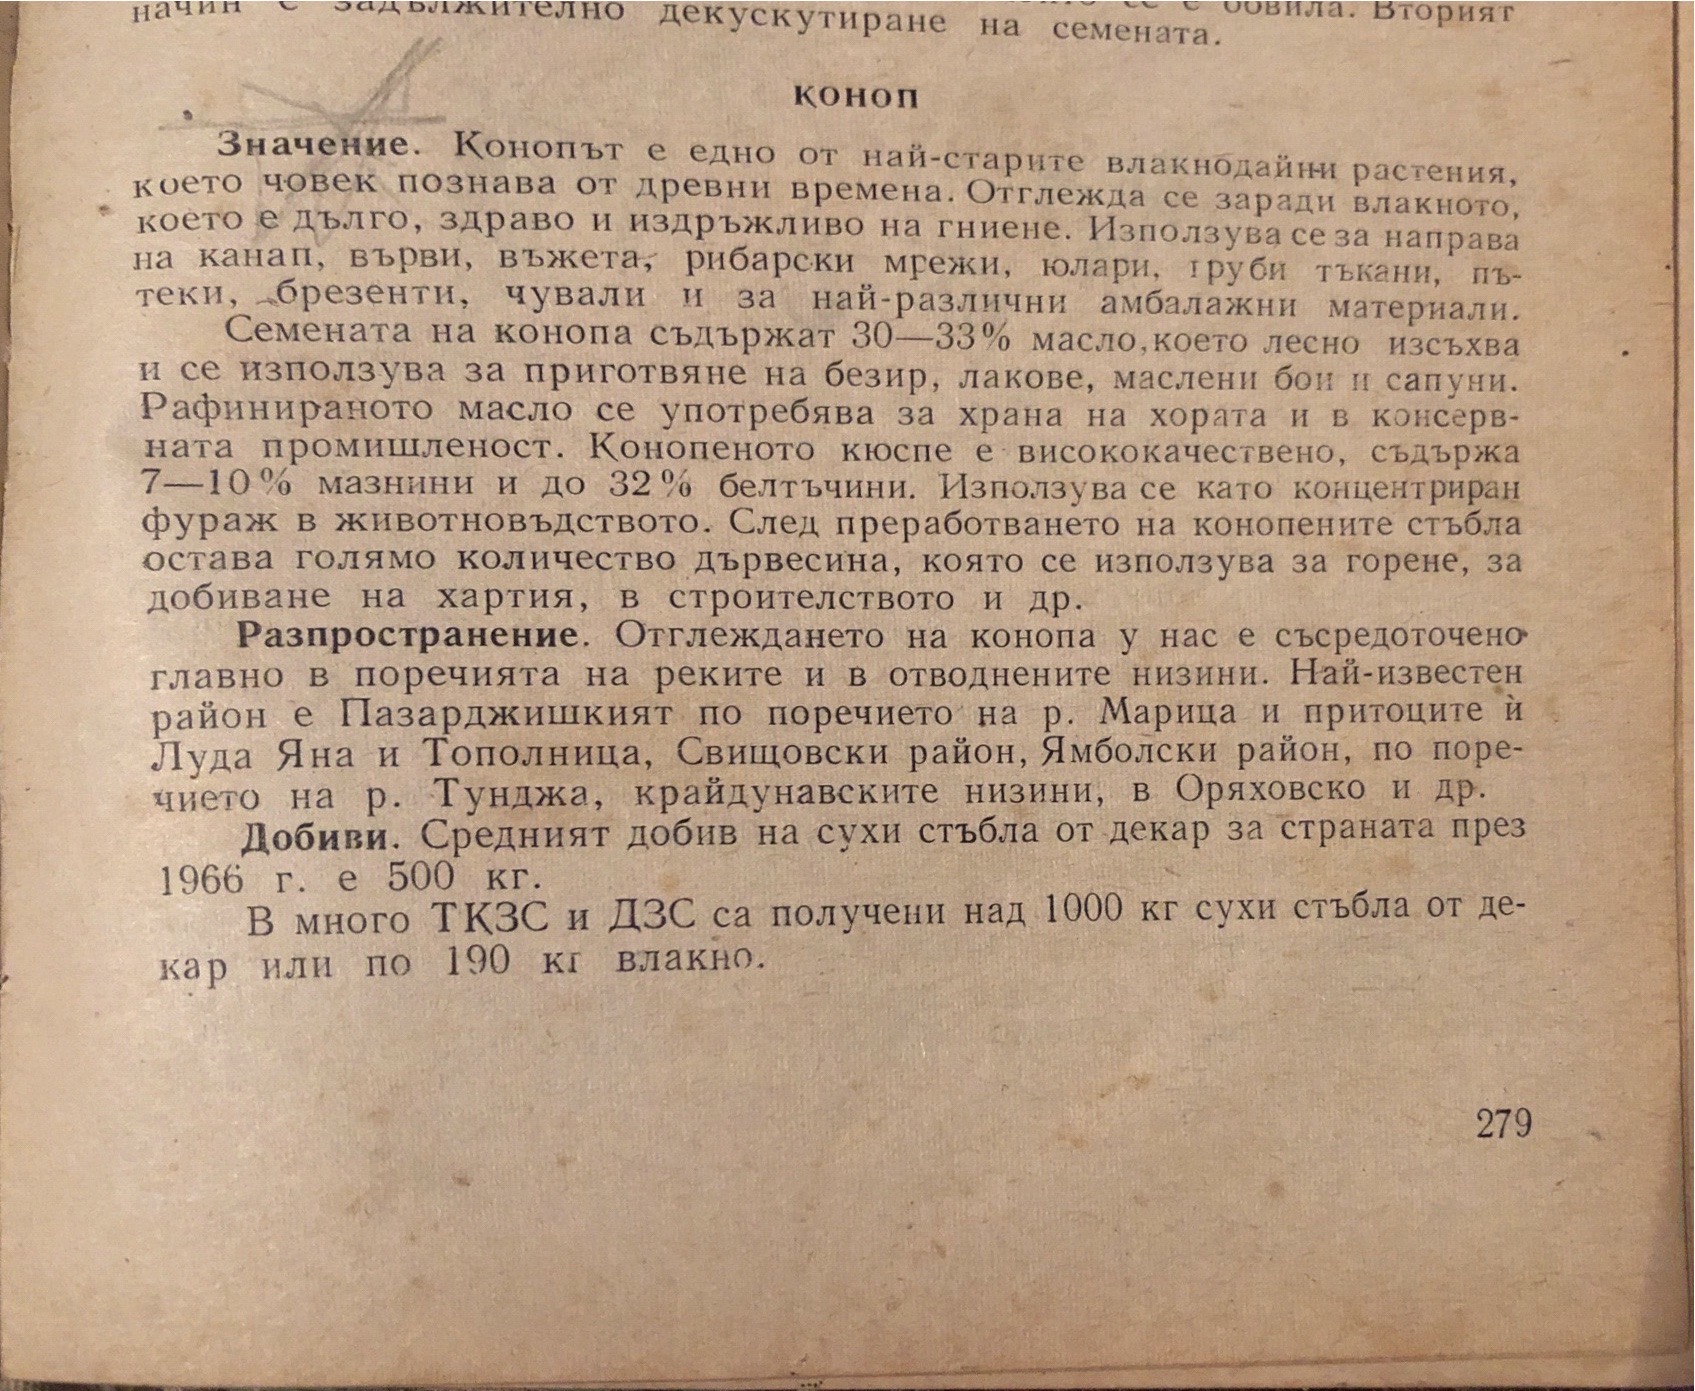 обвила. Вторият
начин с задължително декускутиране на семената.
КОНОП
Значение. Конопът е едно от най-старите влакнодайни растения,
което човек познава от древни времена. Отглежда се заради влакното,
което е дълго, здраво и издръжливо на гниене. Използува се за направа
на канап, върви, въжета, рибарски мрежи, юлари, груби тъкани, пъ-
теки, брезенти, чували и за най-различни амбалажни материали.
Семената на конопа съдържат 30—33% масло, което лесно изсъхва
и се използува за приготвяне на безир, лакове, маслени бои и сапуни.
Рафинираното масло се употребява за храна на хората и в консерв-
ната промишленост. Конопеното кюспе е висококачествено, съдържа
7—10% мазнини и до 32% белтъчини. Използува се като концентриран
фураж в животновъдството. След преработването на конопените стъбла
остава голямо количество дървесина, която се използува за горене, за
добиване на хартия, в строителството и др.
Разпространение. Отглеждането на конопа у нас е съсредоточено
главно в поречията на реките и в отводнените низини. Най-известен
район е Пазарджишкият по поречието на р. Марица и притоците ѝ
Луда Яна и Тополница, Свищовски район, Ямболски район, по поре-
чието на р. Тунджа, крайдунавските низини, в Оряховско и др.
Добиви. Средният добив на сухи стъбла от декар за страната през
1966 г. е 500 кг.
В много ТКЗС и ДЗС са получени над 1000 кг сухи стъбла от де-
кар или по 190 кг влакно.
279